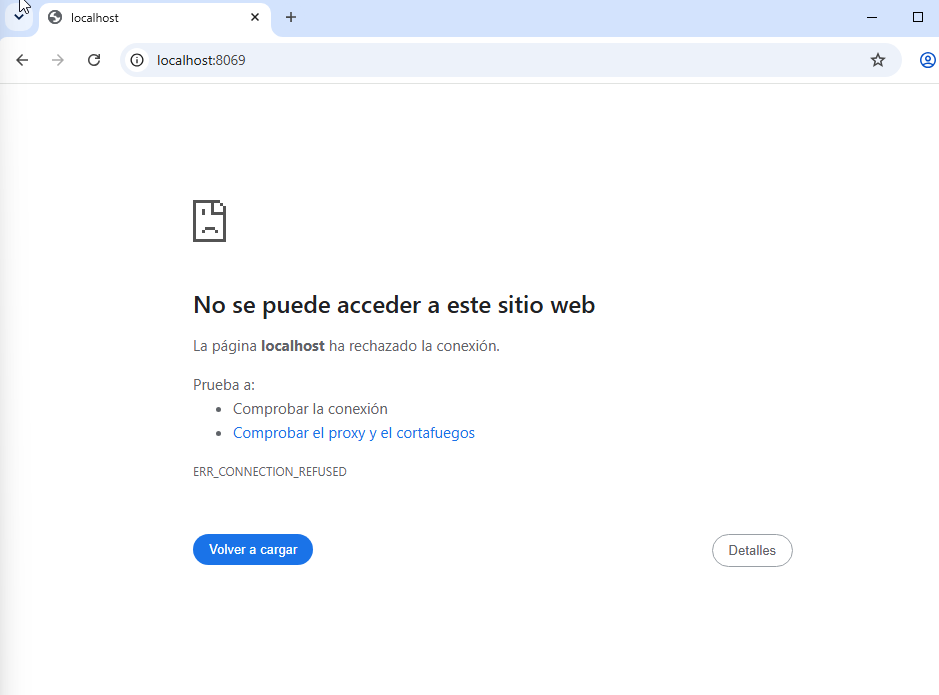 localhost
localhost:8069
No se puede acceder a este sitio web
La página localhost ha rechazado la conexión.
Prueba a:
Comprobar la conexión
Comprobar el proxy y el cortafuegos
ERR_CONNECTION_REFUSED
Volver a cargar
Detalles